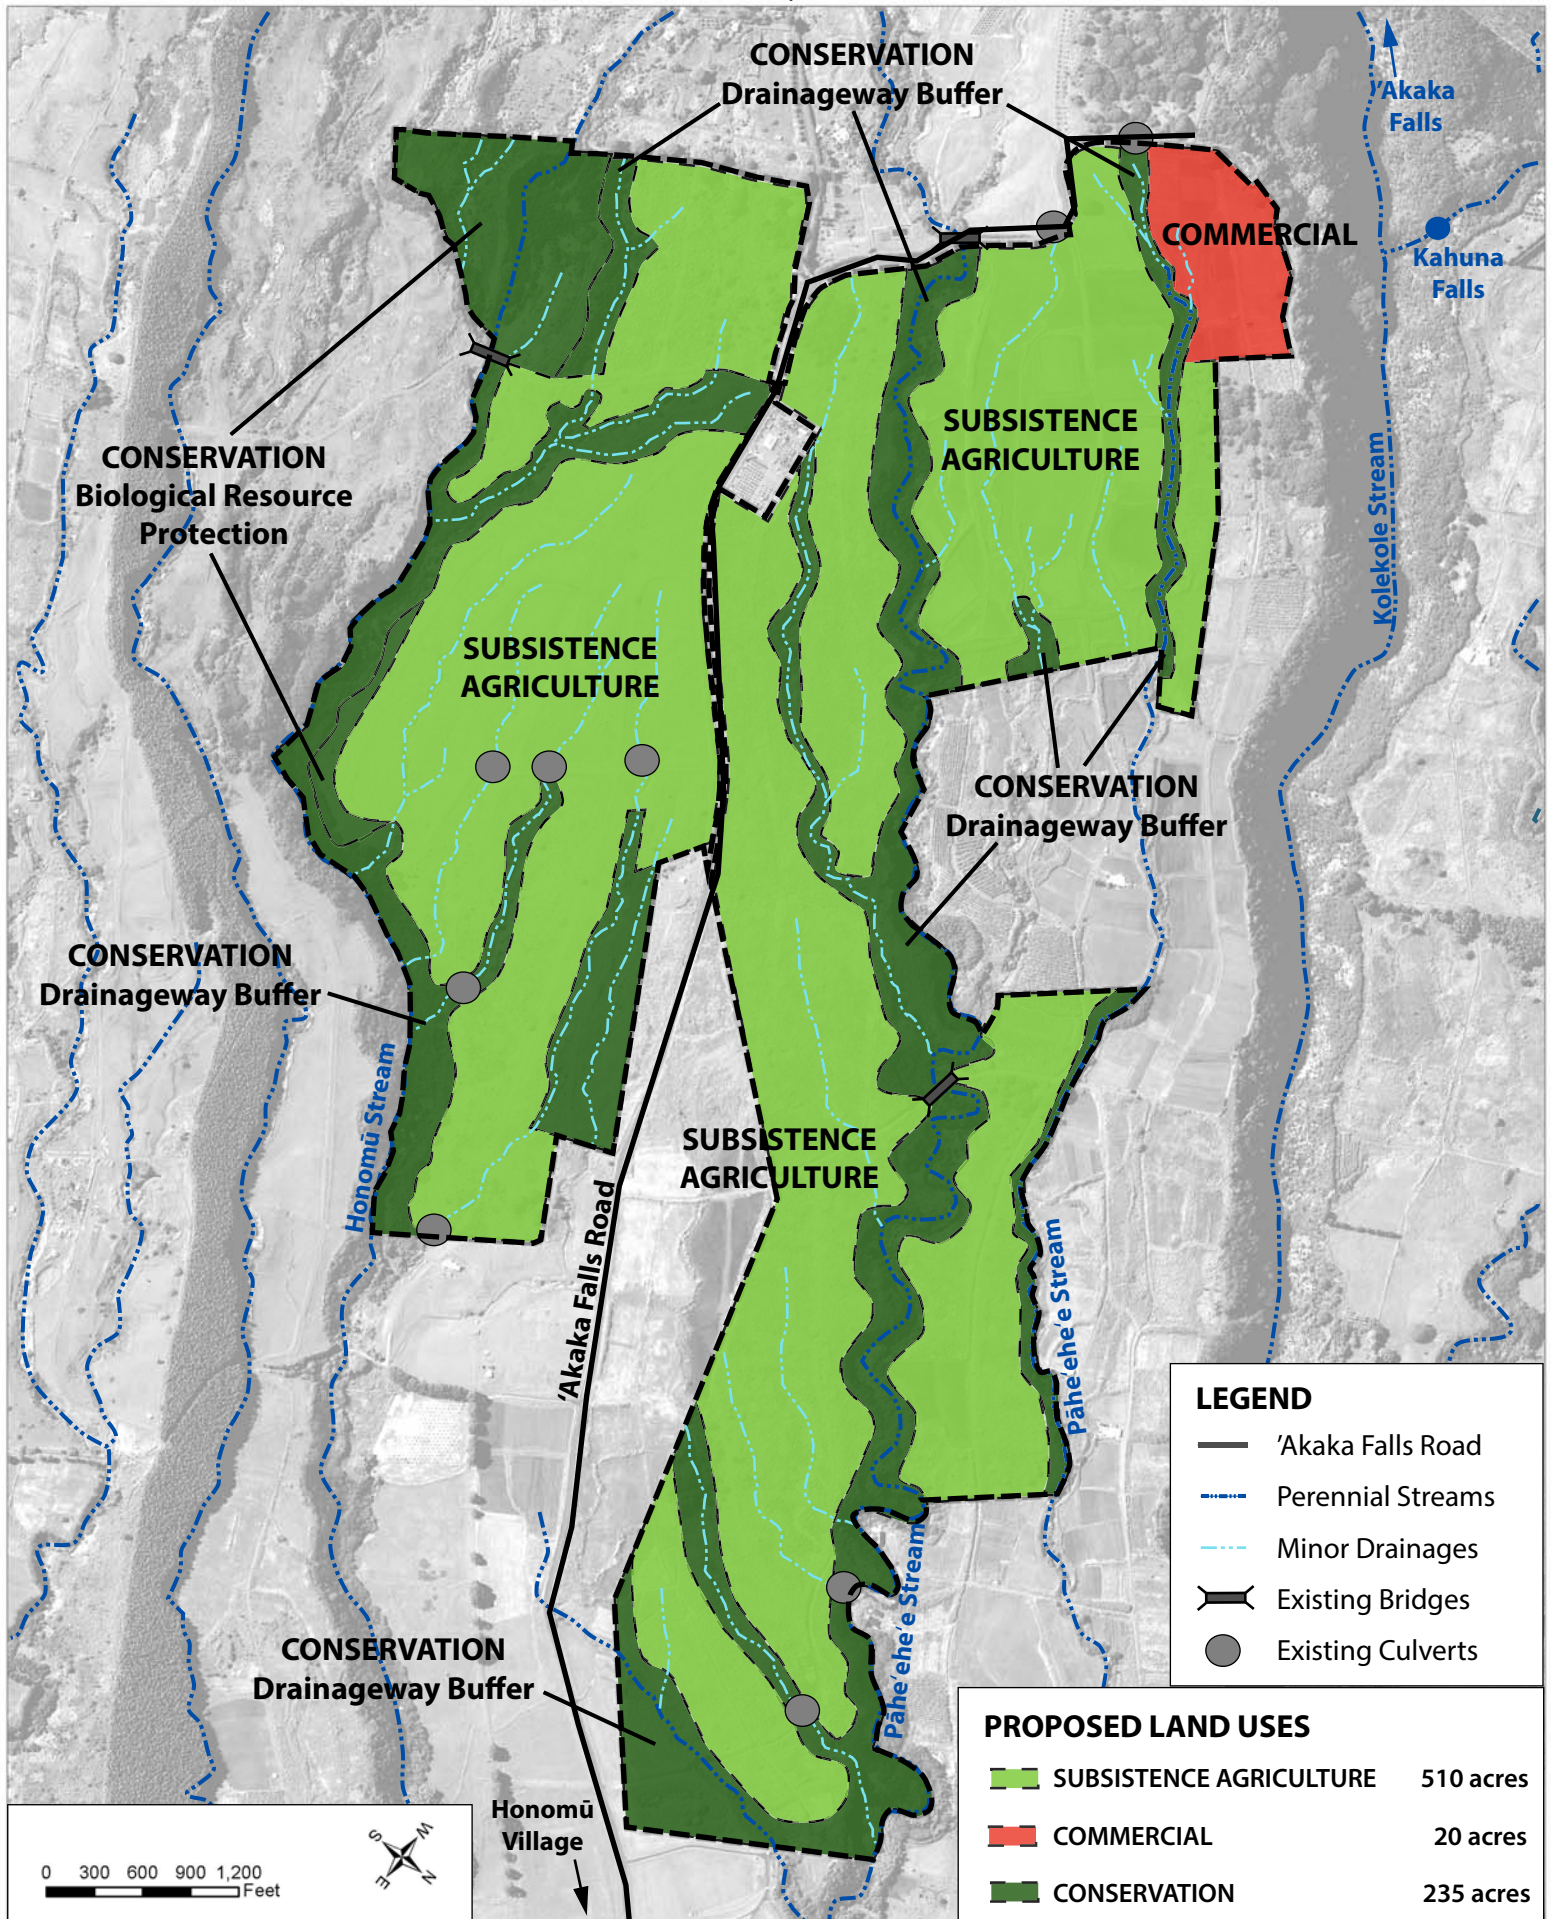 CONSERVATION
Drainageway Buffer
'Akaka
Falls
COMMERCIAL
Kahuna
Falls
SUBSISTENCE
AGRICULTURE
CONSERVATION
Biological Resource
Protection
Kolekole Stream
SUBSISTENCE
AGRICULTURE
CONSERVATION
Drainageway Buffer
CONSERVATION
Drainageway Buffer
Honomū Stream
SUBSISTENCE
AGRICULTURE
'Akaka Falls Road
Pāhe'ehe'e Stream
Pāhe'ehe'e Stream
CONSERVATION
Drainageway Buffer
Honomū
Village
LEGEND
'Akaka Falls Road
Perennial Streams
Minor Drainages
Existing Bridges
Existing Culverts
PROPOSED LAND USES
SUBSISTENCE AGRICULTURE 510 acres
COMMERCIAL 20 acres
CONSERVATION 235 acres
0 300 600 900 1,200
Feet
S W
E N